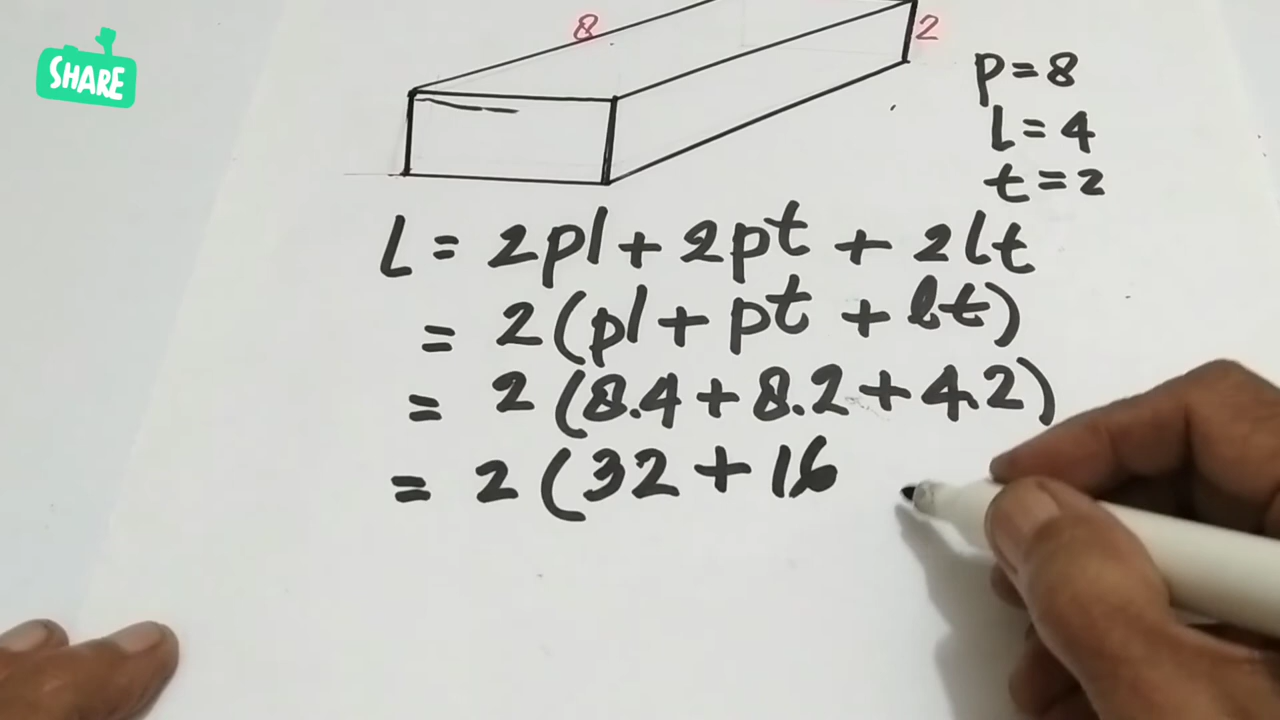 SHARE
8
2
p=8
l=4
t=2
L= 2pl+2pt + 2lt
= 2(pl+pt + lt)
= 2(8.4+8.2+4.2)
= 2(32+16